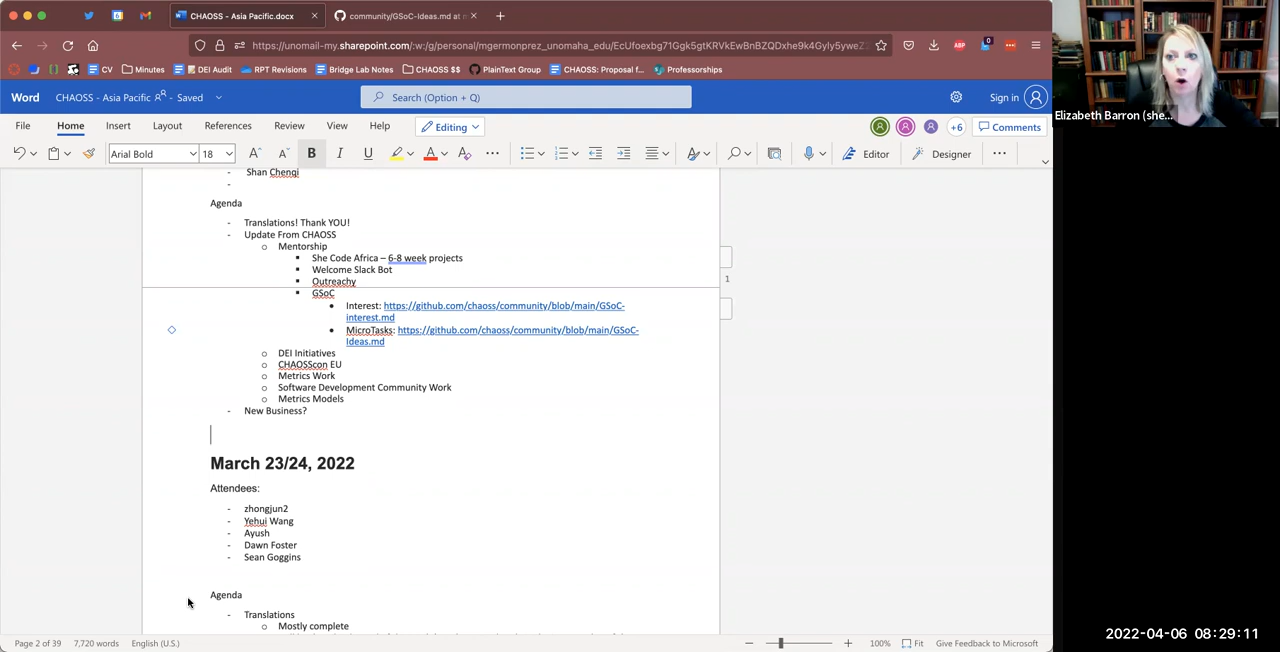 CHAOSS - Asia Pacific.docx
community/GSoC-Ideas.md at m
https://unomail-my.sharepoint.com/:w:/g/personal/mgermonprez_unomaha_edu/
CV Minutes DEI Audit RPT Revisions Bridge Lab Notes CHAOSS $$ PlainText Group CHAOSS: Proposal f... Professorships
Word CHAOSS - Asia Pacific - Saved Search (Option + Q) Sign in
File Home Insert Layout References Review View Help Editing +6 Comments
Arial Bold 18 B I U A Editor Designer
- Shan Chenqi
-
Agenda
- Translations! Thank YOU!
- Update From CHAOSS
o Mentorship
▪ She Code Africa – 6-8 week projects
▪ Welcome Slack Bot
▪ Outreachy
▪ GSoC
• Interest: https://github.com/chaoss/community/blob/main/GSoC-
interest.md
• MicroTasks: https://github.com/chaoss/community/blob/main/GSoC-
Ideas.md
o DEI Initiatives
o CHAOSScon EU
o Metrics Work
o Software Development Community Work
o Metrics Models
- New Business?
1
March 23/24, 2022
Attendees:
- zhongjun2
- Yehui Wang
- Ayush
- Dawn Foster
- Sean Goggins
Agenda
- Translations
o Mostly complete
Page 2 of 39 7,720 words English (U.S.) 100% Fit Give Feedback to Microsoft
Elizabeth Barron (she...
2022-04-06 08:29:11